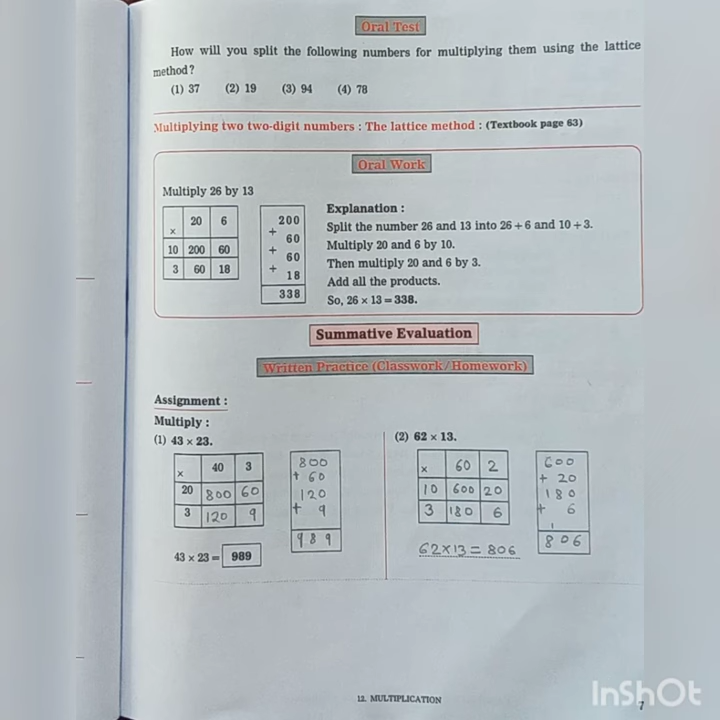 Oral Test
How will you split the following numbers for multiplying them using the lattice
method?
(1) 37 (2) 19 (3) 94 (4) 78
Multiplying two two-digit numbers : The lattice method : (Textbook page 63)
Oral Work
Multiply 26 by 13
x 20 6
10 200 60
3 60 18
200
+ 60
+ 60
+ 18
338
Explanation :
Split the number 26 and 13 into 26 + 6 and 10 + 3.
Multiply 20 and 6 by 10.
Then multiply 20 and 6 by 3.
Add all the products.
So, 26 × 13 = 338.
Summative Evaluation
Written Practice (Classwork/Homework)
Assignment :
Multiply :
(1) 43 × 23.
x 40 3
20 800 60
3 120 9
800
+ 60
120
+ 9
989
43 × 23 = 989
(2) 62 × 13.
x 60 2
10 600 20
3 180 6
600
+ 20
180
+ 6
1
806
62×13 = 806
12. MULTIPLICATION
7
InShOt